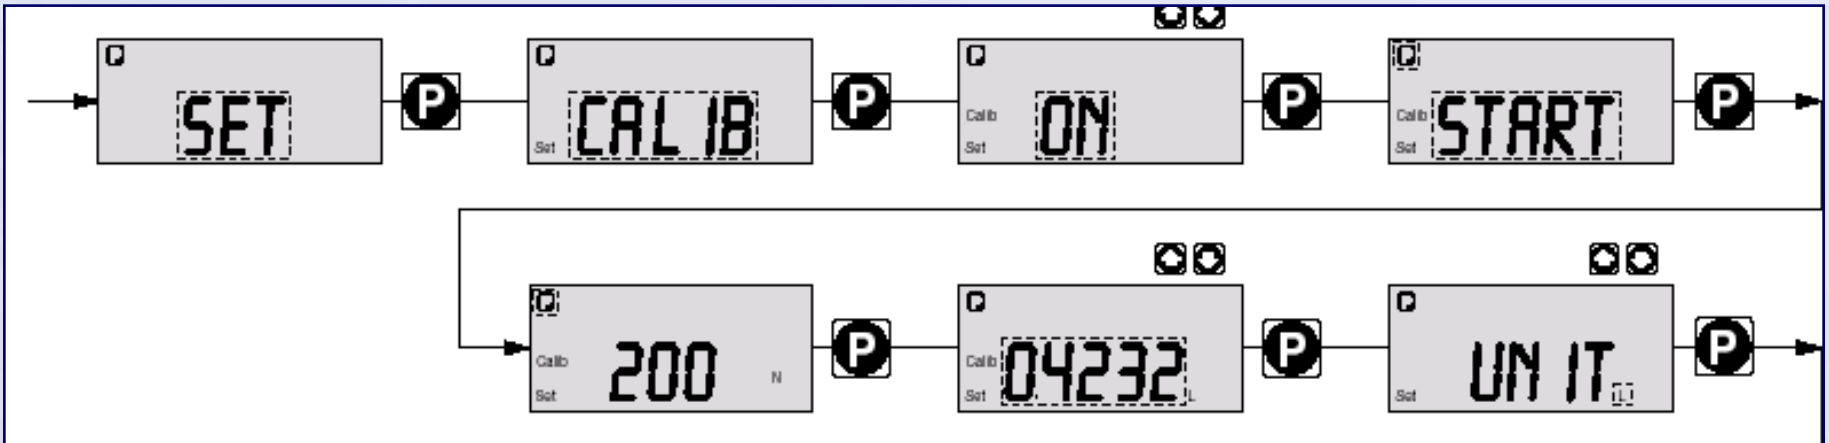 SET
P
Set
CALIB
P
Calib
Set
ON
P
Calib
Set
START
P
Calib
Set
200
N
P
Calib
Set
04232
L
P
Set
UNIT
L
P